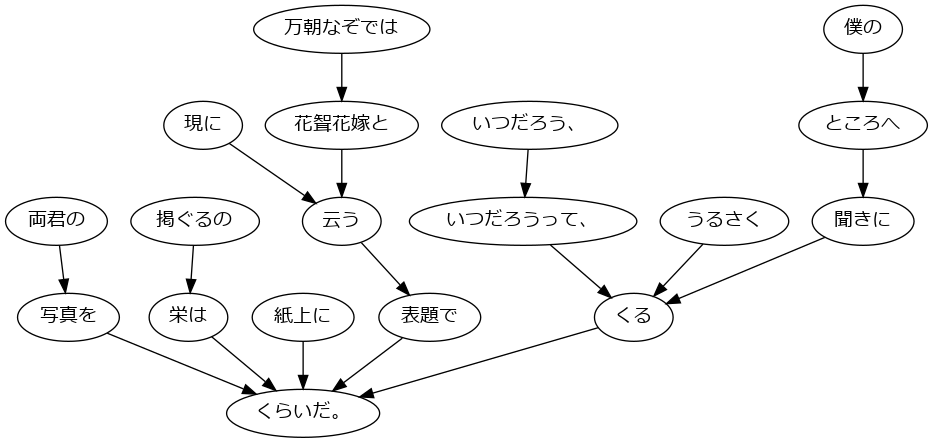 万朝なぞでは
僕の
現に
花聟花嫁と
いつだろう、
ところへ
両君の
掲ぐるの
云う
いつだろうって、
うるさく
聞きに
写真を
栄は
紙上に
表題で
くる
くらいだ。